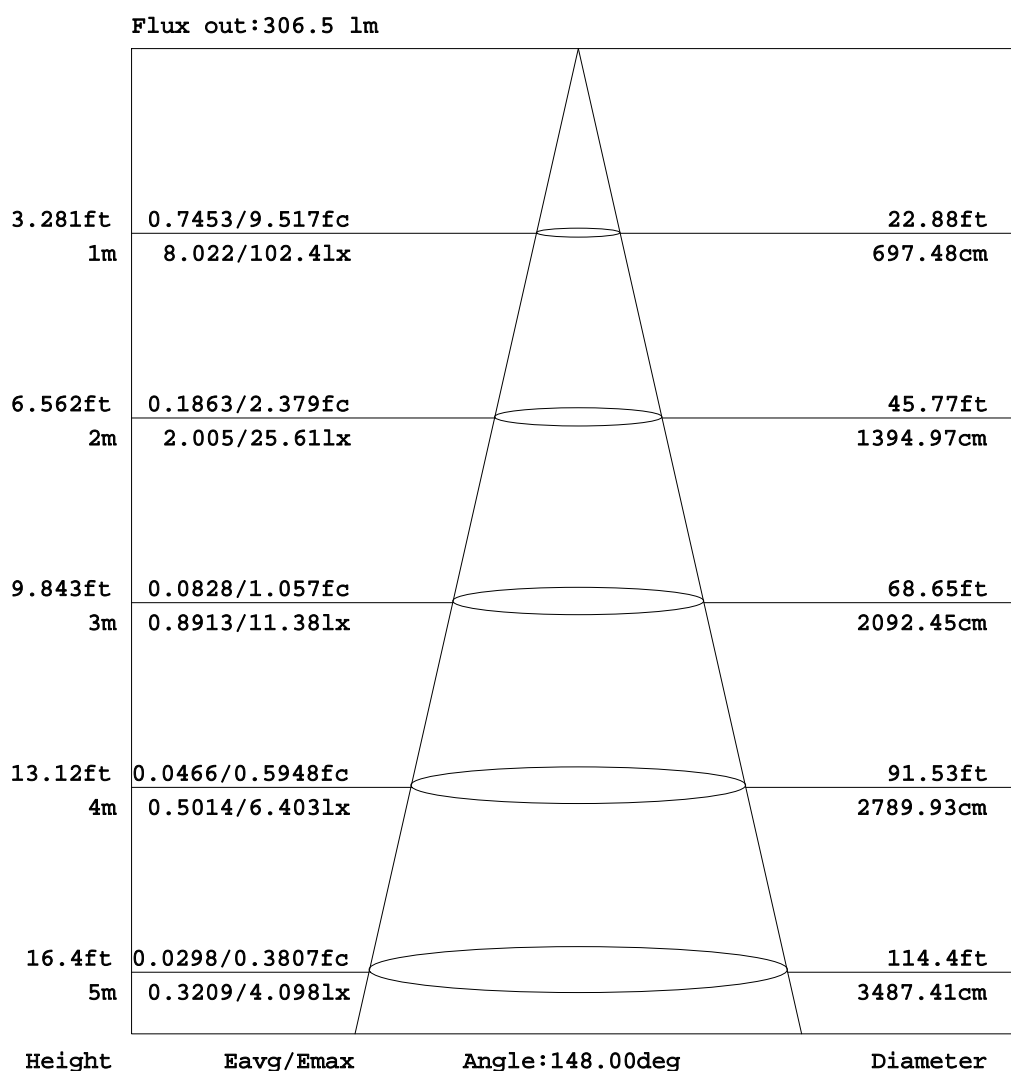 Flux out:306.5 lm
3.281ft 0.7453/9.517fc 22.88ft
1m 8.022/102.4lx 697.48cm
6.562ft 0.1863/2.379fc 45.77ft
2m 2.005/25.61lx 1394.97cm
9.843ft 0.0828/1.057fc 68.65ft
3m 0.8913/11.38lx 2092.45cm
13.12ft 0.0466/0.5948fc 91.53ft
4m 0.5014/6.403lx 2789.93cm
16.4ft 0.0298/0.3807fc 114.4ft
5m 0.3209/4.098lx 3487.41cm
Height Eavg/Emax Angle:148.00deg Diameter